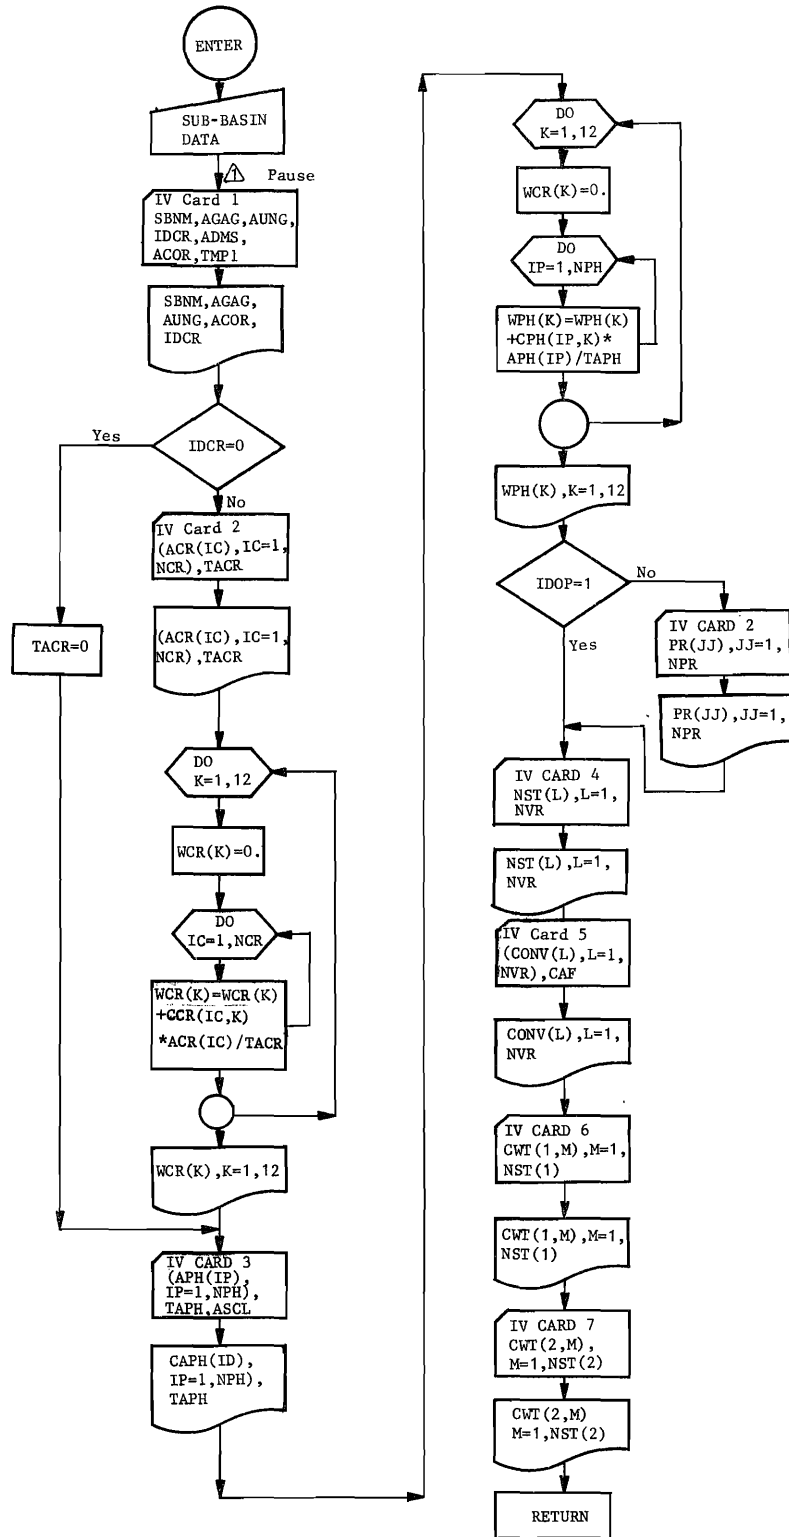 ENTER
SUB-BASIN
DATA
1 Pause
IV Card 1
SBNM,AGAG,AUNG,
IDCR,ADMS,
ACOR,TMP1
SBNM,AGAG,
AUNG,ACOR,
IDCR
Yes
IDCR=0
No
IV Card 2
(ACR(IC),IC=1,
NCR),TACR
TACR=0
(ACR(IC),IC=1,
NCR),TACR
DO
K=1,12
WCR(K)=0.
DO
IC=1,NCR
WCR(K)=WCR(K)
+CCR(IC,K)
*ACR(IC)/TACR
WCR(K),K=1,12
IV CARD 3
(APH(IP),
IP=1,NPH),
TAPH,ASCL
CAPH(ID),
IP=1,NPH),
TAPH
DO
K=1,12
WCR(K)=0.
DO
IP=1,NPH
WPH(K)=WPH(K)
+CPH(IP,K)*
APH(IP)/TAPH
WPH(K),K=1,12
IDOP=1
No
Yes
IV CARD 2
PR(JJ),JJ=1,
NPR
PR(JJ),JJ=1,
NPR
IV CARD 4
NST(L),L=1,
NVR
NST(L),L=1,
NVR
IV Card 5
(CONV(L),L=1,
NVR),CAF
CONV(L),L=1,
NVR
IV CARD 6
CWT(1,M),M=1,
NST(1)
CWT(1,M),M=1,
NST(1)
IV CARD 7
CWT(2,M),
M=1,NST(2)
CWT(2,M)
M=1,NST(2)
RETURN